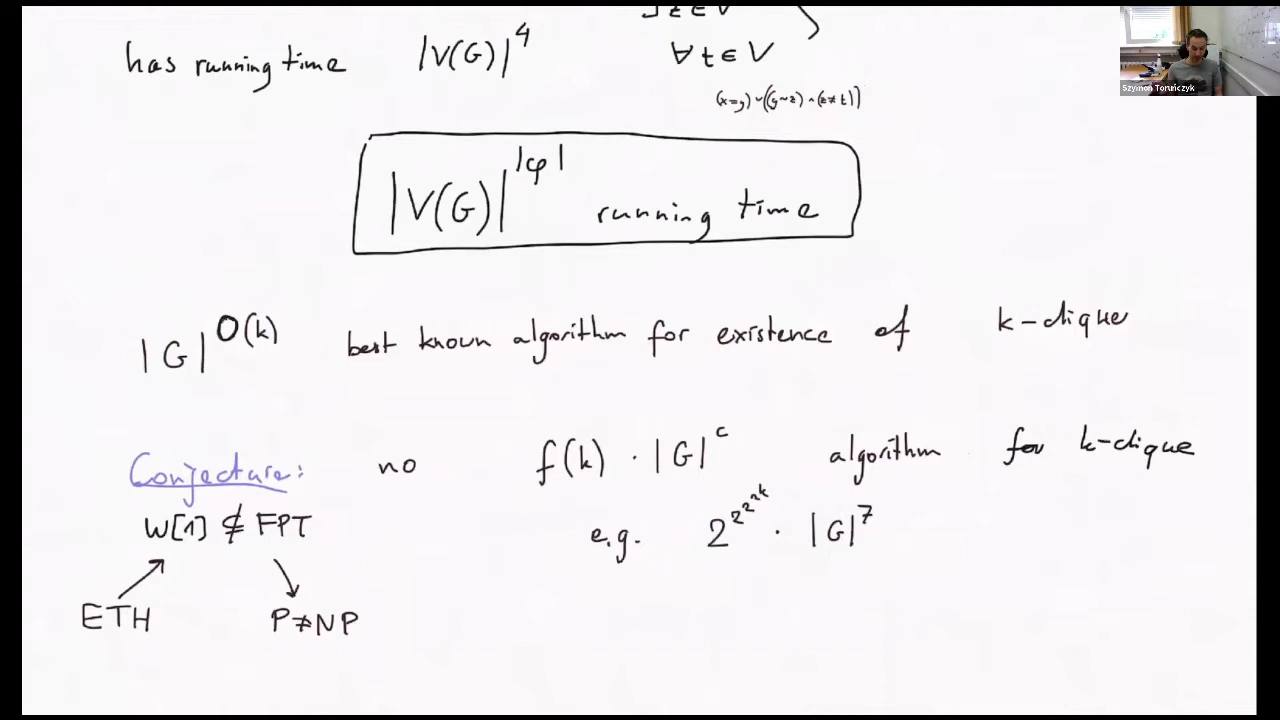 ∃ z ∈ V
has running time |V(G)|^4
∀ t ∈ V
(x=y) ∨ ((y∼z) ∧ (z≠t))
|V(G)|^|φ| running time
|G|^O(k) best known algorithm for existence of k-clique
Conjecture: no f(k) · |G|^c algorithm for k-clique
W[1] ⊄ FPT
e.g. 2^2^2^2^k · |G|^7
ETH P≠NP
Szymon Toruńczyk